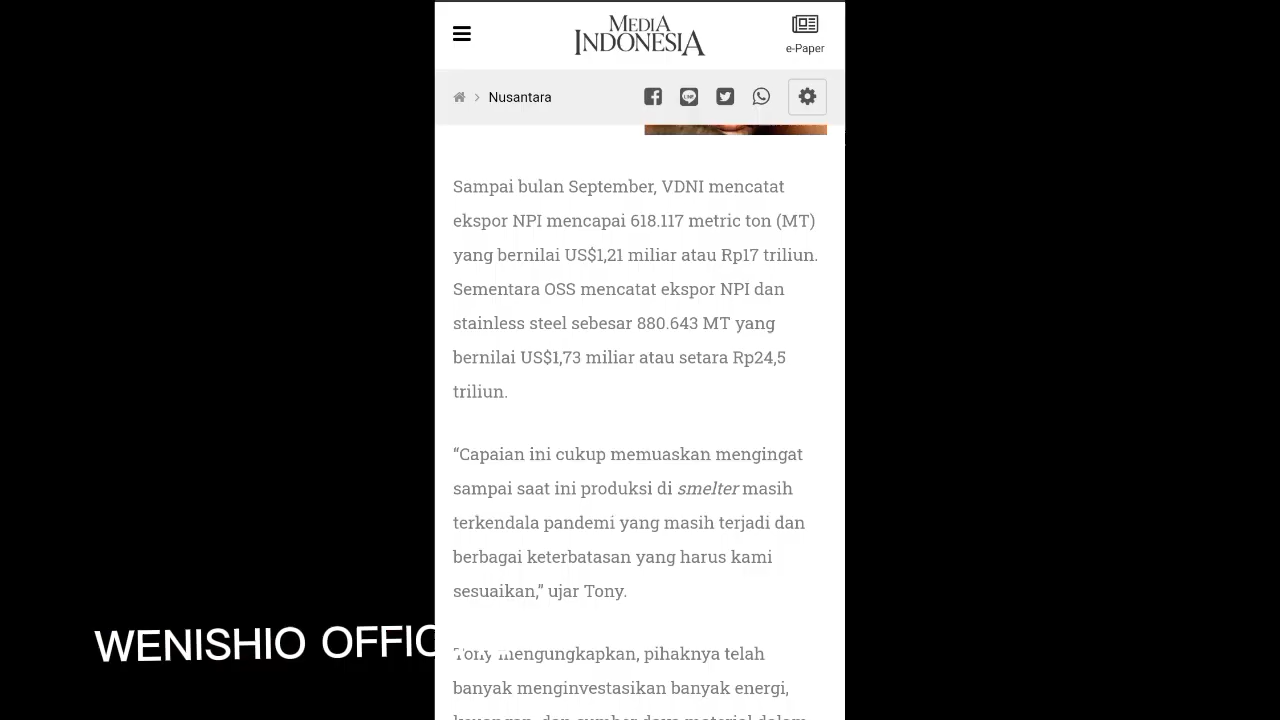 MEDIA
INDONESIA
e-Paper
Nusantara
Sampai bulan September, VDNI mencatat
ekspor NPI mencapai 618.117 metric ton (MT)
yang bernilai US$1,21 miliar atau Rp17 triliun.
Sementara OSS mencatat ekspor NPI dan
stainless steel sebesar 880.643 MT yang
bernilai US$1,73 miliar atau setara Rp24,5
triliun.
“Capaian ini cukup memuaskan mengingat
sampai saat ini produksi di smelter masih
terkendala pandemi yang masih terjadi dan
berbagai keterbatasan yang harus kami
sesuaikan,” ujar Tony.
WENISHIO OFFIC
Tony mengungkapkan, pihaknya telah
banyak menginvestasikan banyak energi,